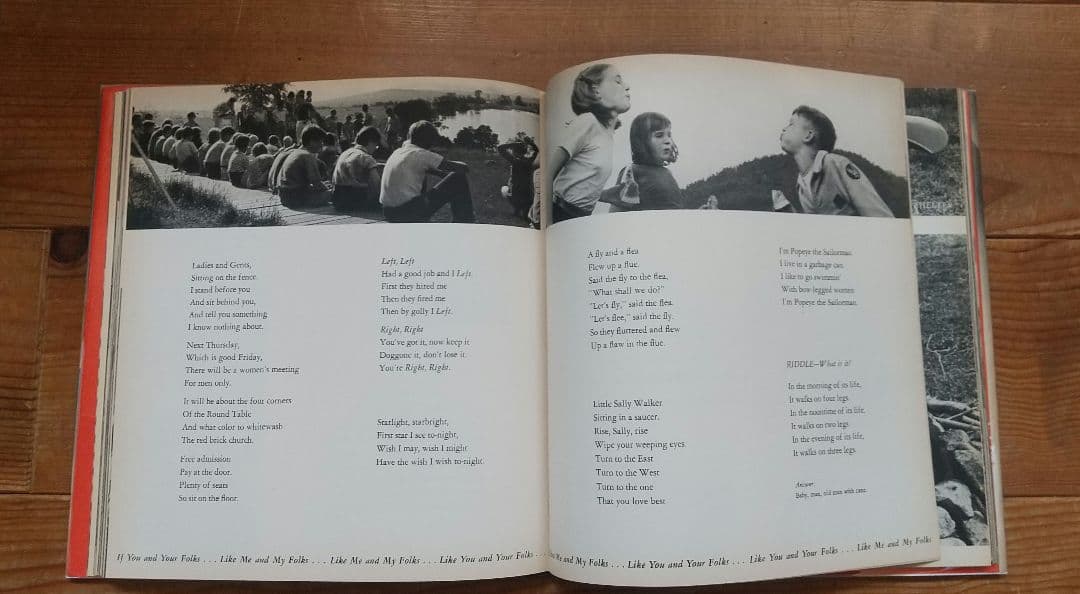 Ladies and Gents,
Sitting on the fence.
I stand before you
And sit behind you,
And tell you something
I know nothing about.
Next Thursday,
Which is good Friday,
There will be a women's meeting
For men only.
It will be about the four corners
Of the Round Table
And what color to whitewash
The red brick church.
Free admission
Pay at the door.
Plenty of seats
So sit on the floor.
Left, Left
Had a good job and I Left.
First they hired me
Then they fired me
Then by golly I Left.
Right, Right
You've got it, now keep it
Doggone it, don't lose it.
You're Right, Right.
Starlight, starbright,
First star I see to-night,
Wish I may, wish I might
Have the wish I wish to-night.
If You and Your Folks . . . Like Me and My Folks . . . Like Me and My Folks . . . Like You and Your Folks . . .
A fly and a flea
Flew up a flue.
Said the fly to the flea,
"What shall we do?"
"Let's fly," said the flea.
"Let's flee," said the fly.
So they fluttered and flew
Up a flaw in the flue.
Little Sally Walker
Sitting in a saucer.
Rise, Sally, rise
Wipe your weeping eyes.
Turn to the East
Turn to the West
Turn to the one
That you love best
I'm Popeye the Sailorman.
I live in a garbage can.
I like to go swimmin'
With bow-legged women
I'm Popeye the Sailorman.
RIDDLE—What is it?
In the morning of its life,
It walks on four legs.
In the noontime of its life,
It walks on two legs.
In the evening of its life,
It walks on three legs.
Answer
Baby, man, old man with cane.
Me and My Folks . . . Like You and Your Folks . . . Like You and Your Folks . . . Like Me and My Folks